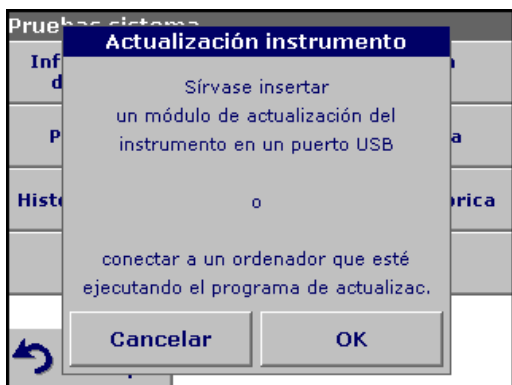 Actualización instrumento
Sírvase insertar
un módulo de actualización del
instrumento en un puerto USB
o
conectar a un ordenador que esté
ejecutando el programa de actualizac.
Cancelar
OK